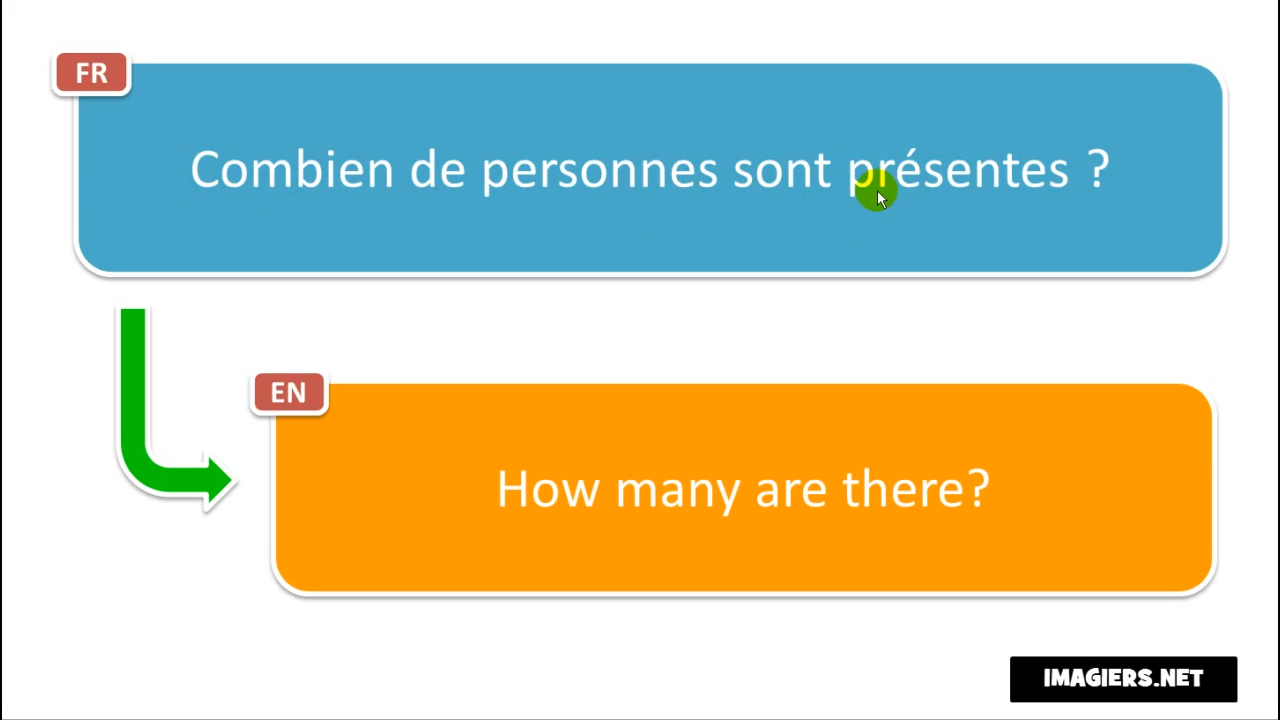 FR
Combien de personnes sont présentes ?
EN
How many are there?
IMAGIERS.NET